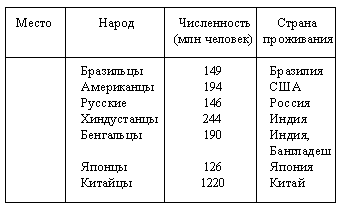 Место Народ Численность (млн человек) Страна проживания
Бразильцы 149 Бразилия
Американцы 194 США
Русские 146 Россия
Хиндустанцы 244 Индия
Бенгальцы 190 Индия,
Бангладеш
Японцы 126 Япония
Китайцы 1220 Китай